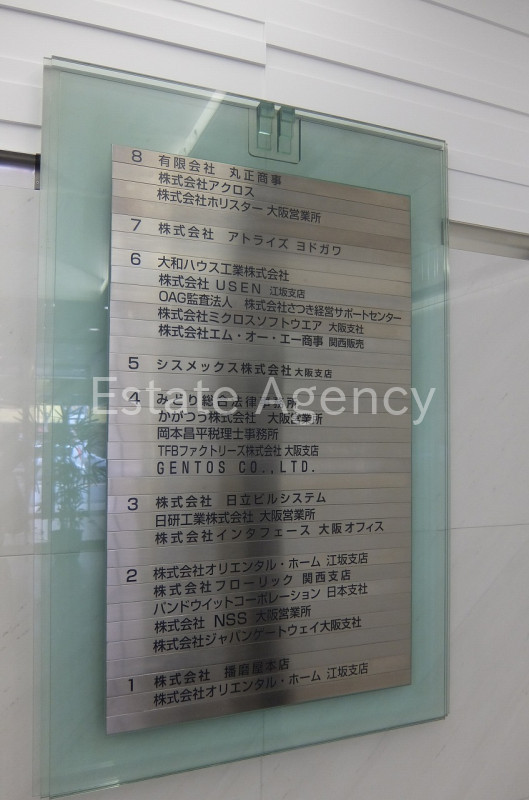 8 有限会社 丸正商事
株式会社アクロス
株式会社ホリスター 大阪営業所
7 株式会社 アトライズ ヨドガワ
6 大和ハウス工業株式会社
株式会社 USEN 江坂支店
OAG監査法人 株式会社さつき経営サポートセンター
株式会社ミクロスソフトウエア 大阪支社
株式会社エム・オー・エー商事 関西販売
5 シスメックス株式会社 大阪支店
Estate Agency
4 みどり総合法律事務所
かがつう株式会社 大阪営業所
岡本昌平税理士事務所
TFBファクトリーズ株式会社 大阪支店
GENTOS CO.,LTD.
3 株式会社 日立ビルシステム
日研工業株式会社 大阪営業所
株式会社インタフェース 大阪オフィス
2 株式会社オリエンタル・ホーム 江坂支店
株式会社フローリック 関西支店
パンドウイットコーポレーション 日本支社
株式会社 NSS 大阪営業所
株式会社ジャパンゲートウェイ大阪支社
1 株式会社 播磨屋本店
株式会社オリエンタル・ホーム 江坂支店